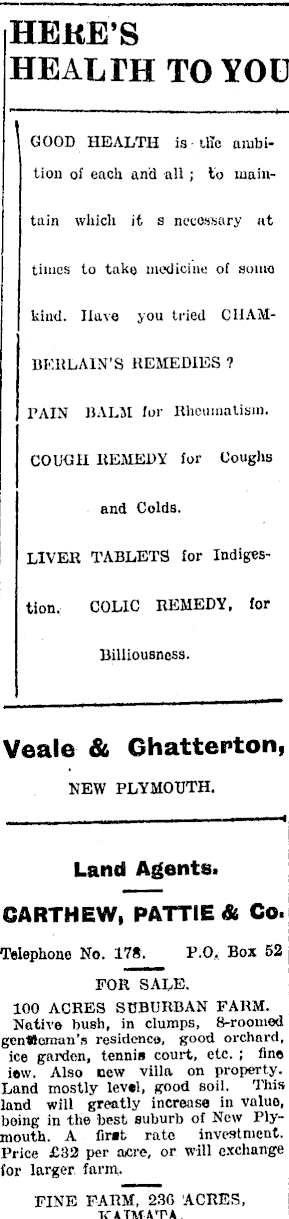 HERE'S
HEALTH TO YOU
GOOD HEALTH is the ambi-
tion of each and all ; to main-
tain which it s necessary at
times to take medicine of some
kind. Have you tried CHAM-
BERLAIN'S REMEDIES ?
PAIN BALM for Rheumatism.
COUGH REMEDY for Coughs
and Colds.
LIVER TABLETS for Indiges-
tion. COLIC REMEDY, for
Billiousness.
Veale & Chatterton,
NEW PLYMOUTH.
Land Agents.
CARTHEW, PATTIE & Co.
Telephone No. 178. P.O. Box 52
FOR SALE.
100 ACRES SUBURBAN FARM.
Native bush, in clumps, 8-roomed
gentleman's residence, good orchard,
ice garden, tennis court, etc. ; fine
iew. Also new villa on property.
Land mostly level, good soil. This
land will greatly increase in value,
being in the best suburb of New Ply-
mouth. A first rate investment.
Price £32 per acre, or will exchange
for larger farm.
FINE FARM, 236 ACRES,
KAIMATA.